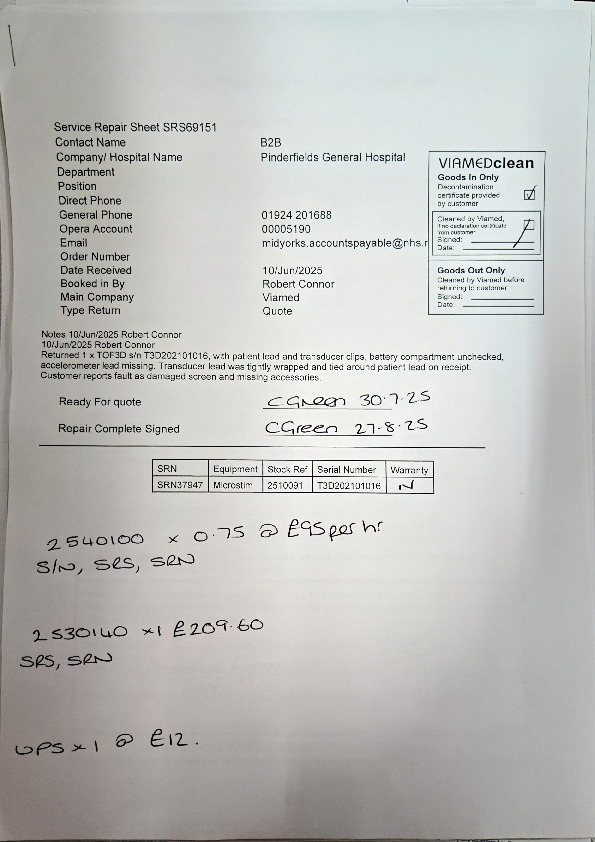 Service Repair Sheet SRS69151
Contact Name B2B
Company/ Hospital Name Pinderfields General Hospital
Department
Position
Direct Phone
General Phone 01924 201688
Opera Account 00005190
Email midyorks.accountspayable@nhs.r
Order Number
Date Received 10/Jun/2025
Booked in By Robert Connor
Main Company Viamed
Type Return Quote
VIAMEDclean
Goods In Only
Decontamination
certificate provided
by customer
Cleaned by Viamed,
if no declaration certificate
from customer
Signed:
Date:
Goods Out Only
Cleaned by Viamed before
returning to customer
Signed:
Date:
Notes 10/Jun/2025 Robert Connor
10/Jun/2025 Robert Connor
Returned 1 x TOF3D s/n T3D202101016, with patient lead and transducer clips, battery compartment unchecked,
accelerometer lead missing. Transducer lead was tightly wrapped and tied around patient lead on receipt.
Customer reports fault as damaged screen and missing accessories.
Ready For quote CGreen 30.7.25
Repair Complete Signed CGreen 27-8.25
SRN Equipment Stock Ref Serial Number Warranty
SRN37947 Microstim 2510091 T3D202101016 N
2540100 x 0.75 @ £95 per hr
S/N, SRS, SRN
2530140 x1 £209.60
SRS, SRN
UPS x 1 @ £12.